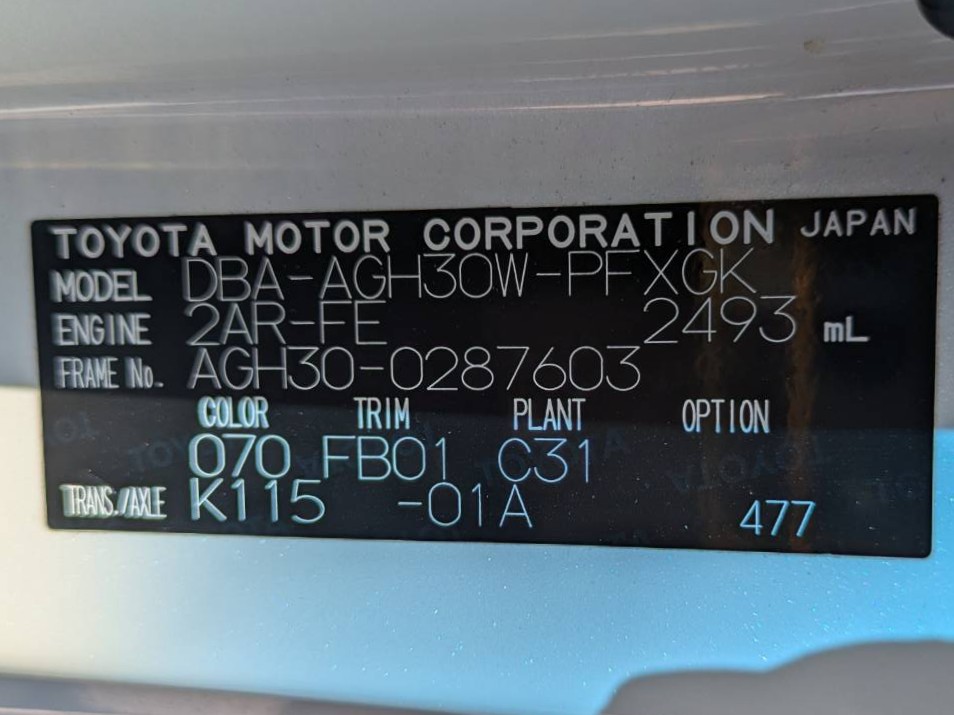 TOYOTA MOTOR CORPORATION JAPAN
MODEL DBA-AGH30W-PFXGK
ENGINE 2AR-FE 2493 mL
FRAME No. AGH30-0287603
COLOR TRIM PLANT OPTION
070 FB01 C31
TRANS./AXLE K115 -01A 477